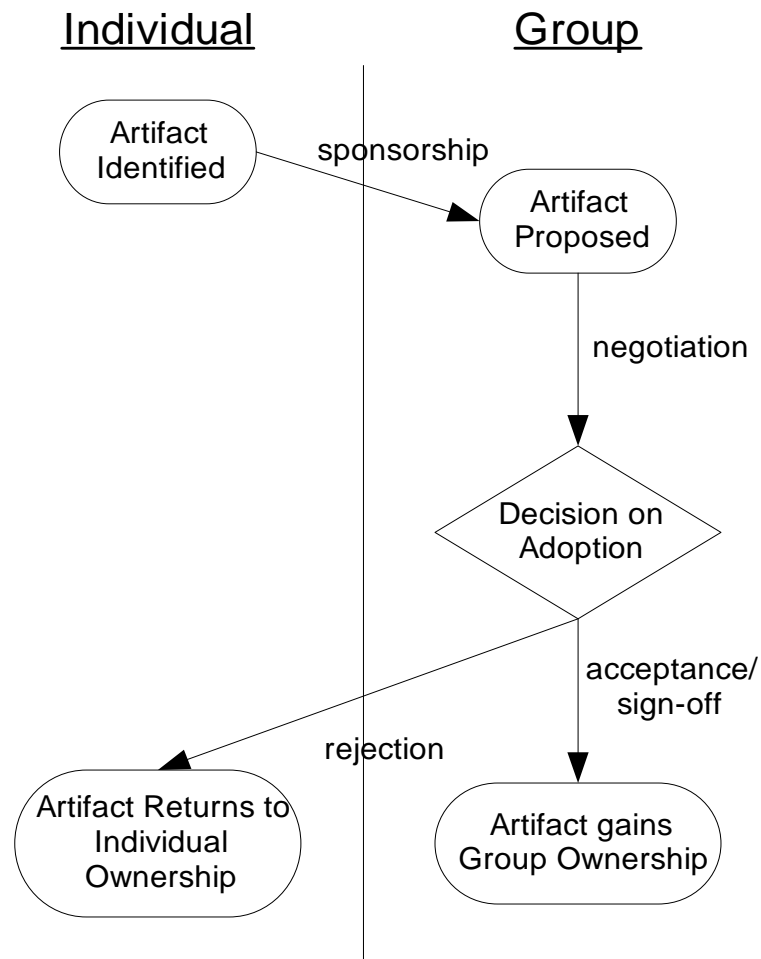 Individual
Group
Artifact
Identified
sponsorship
Artifact
Proposed
negotiation
Decision on
Adoption
acceptance/
sign-off
rejection
Artifact Returns to
Individual
Ownership
Artifact gains
Group Ownership